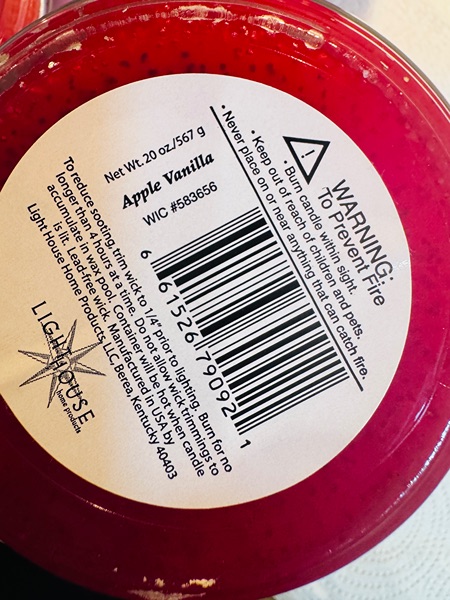 WARNING:
To Prevent Fire
• Burn candle within sight.
• Keep out of reach of children and pets.
• Never place on or near anything that can catch fire.
Net Wt. 20 oz./567 g
Apple Vanilla
WIC #583656
6 61526 79092 1
To reduce sooting, trim wick to 1/4" prior to lighting. Burn for no
longer than 4 hours at a time. Do not allow wick trimmings to
accumulate in wax pool. Container will be hot when candle
is lit. Lead-free wick. Manufactured in USA by
Light House Home Products, LLC, Berea, Kentucky 40403
LIGHTHOUSE
home products